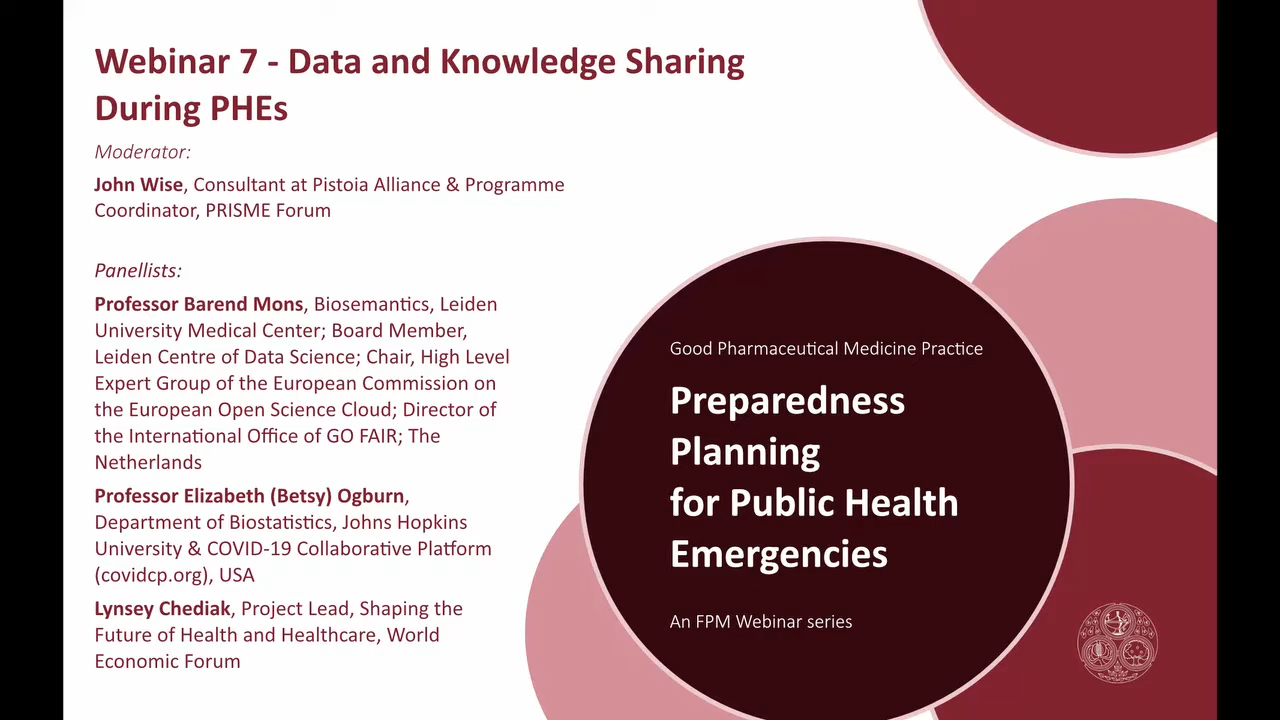 Webinar 7 - Data and Knowledge Sharing
During PHEs
Moderator:
John Wise, Consultant at Pistoia Alliance & Programme
Coordinator, PRISME Forum
Panellists:
Professor Barend Mons, Biosemantics, Leiden
University Medical Center; Board Member,
Leiden Centre of Data Science; Chair, High Level
Expert Group of the European Commission on
the European Open Science Cloud; Director of
the International Office of GO FAIR; The
Netherlands
Professor Elizabeth (Betsy) Ogburn,
Department of Biostatistics, Johns Hopkins
University & COVID-19 Collaborative Platform
(covidcp.org), USA
Lynsey Chediak, Project Lead, Shaping the
Future of Health and Healthcare, World
Economic Forum
Good Pharmaceutical Medicine Practice
Preparedness
Planning
for Public Health
Emergencies
An FPM Webinar series